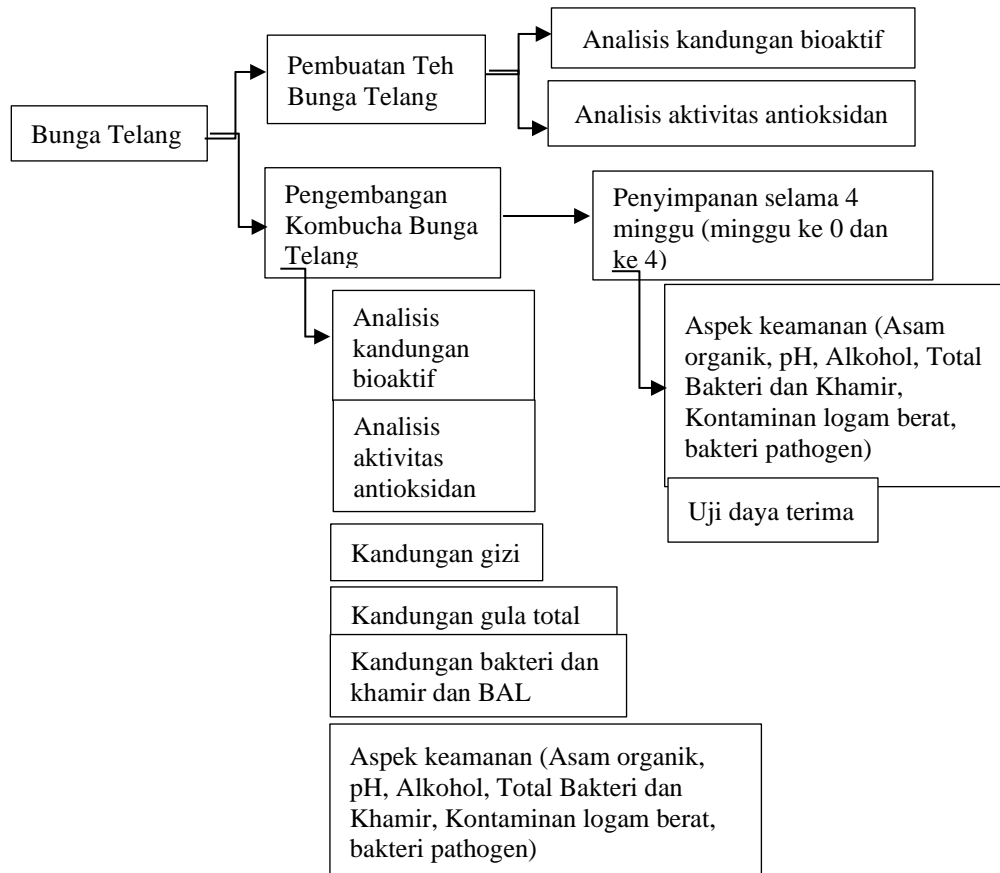 Bunga Telang
Pembuatan Teh
Bunga Telang
Analisis kandungan bioaktif
Analisis aktivitas antioksidan
Pengembangan
Kombucha Bunga
Telang
Penyimpanan selama 4
minggu (minggu ke 0 dan
ke 4)
Analisis
kandungan
bioaktif
Analisis
aktivitas
antioksidan
Kandungan gizi
Kandungan gula total
Kandungan bakteri dan
khamir dan BAL
Aspek keamanan (Asam organik,
pH, Alkohol, Total Bakteri dan
Khamir, Kontaminan logam berat,
bakteri pathogen)
Aspek keamanan (Asam
organik, pH, Alkohol, Total
Bakteri dan Khamir,
Kontaminan logam berat,
bakteri pathogen)
Uji daya terima